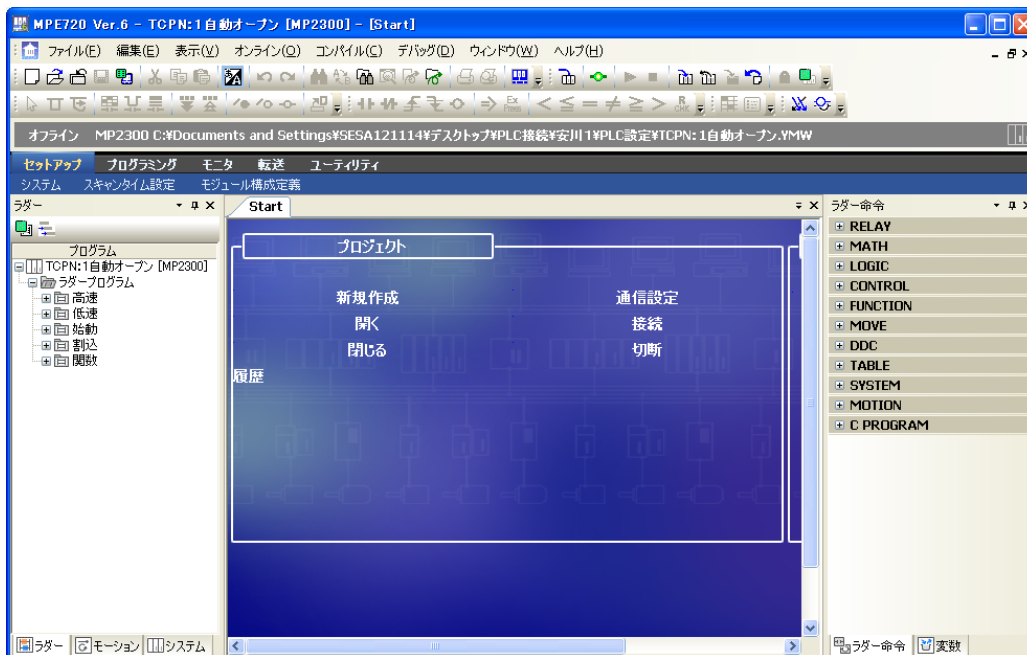 MPE720 Ver.6 - TCPN:1自動オープン [MP2300] - [Start]
ファイル(F) 編集(E) 表示(V) オンライン(O) コンパイル(C) デバッグ(D) ウィンドウ(W) ヘルプ(H)
オフライン MP2300 C:¥Documents and Settings¥SESA121114¥デスクトップ¥PLC接続¥安川1¥PLC設定¥TCPN:1自動オープン.YMW
セットアップ プログラミング モニタ 転送 ユーティリティ
システム スキャンタイム設定 モジュール構成定義
ラダー
プログラム
TCPN:1自動オープン [MP2300]
ラダープログラム
高速
低速
始動
割込
関数
ラダー モーション システム
Start
プロジェクト
新規作成 通信設定
開く 接続
閉じる 切断
履歴
ラダー命令
RELAY
MATH
LOGIC
CONTROL
FUNCTION
MOVE
DDC
TABLE
SYSTEM
MOTION
C PROGRAM
ラダー命令 変数